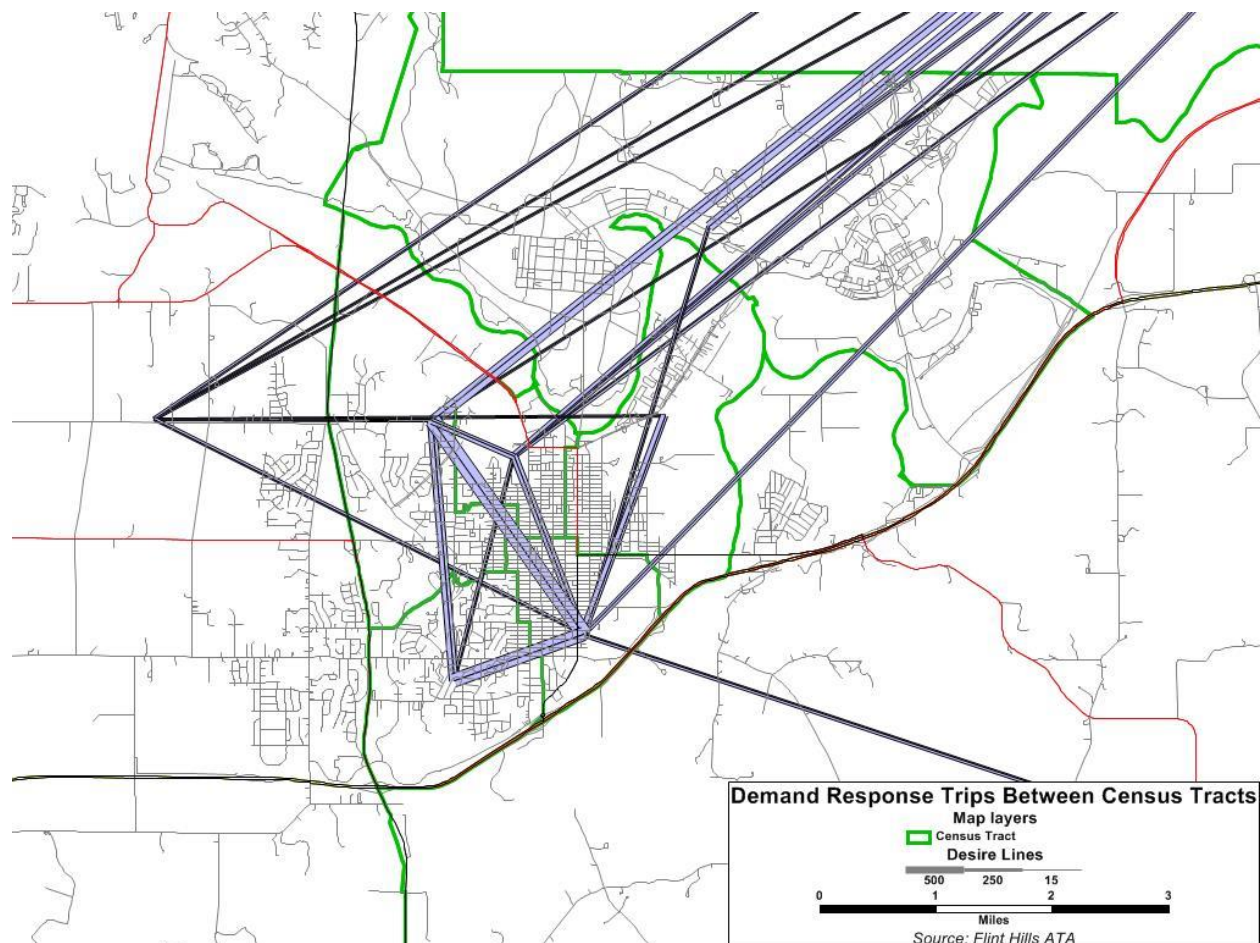 Demand Response Trips Between Census Tracts
Map layers
Census Tract
Desire Lines
500 250 15
0 1 2 3
Miles
Source: Flint Hills ATA